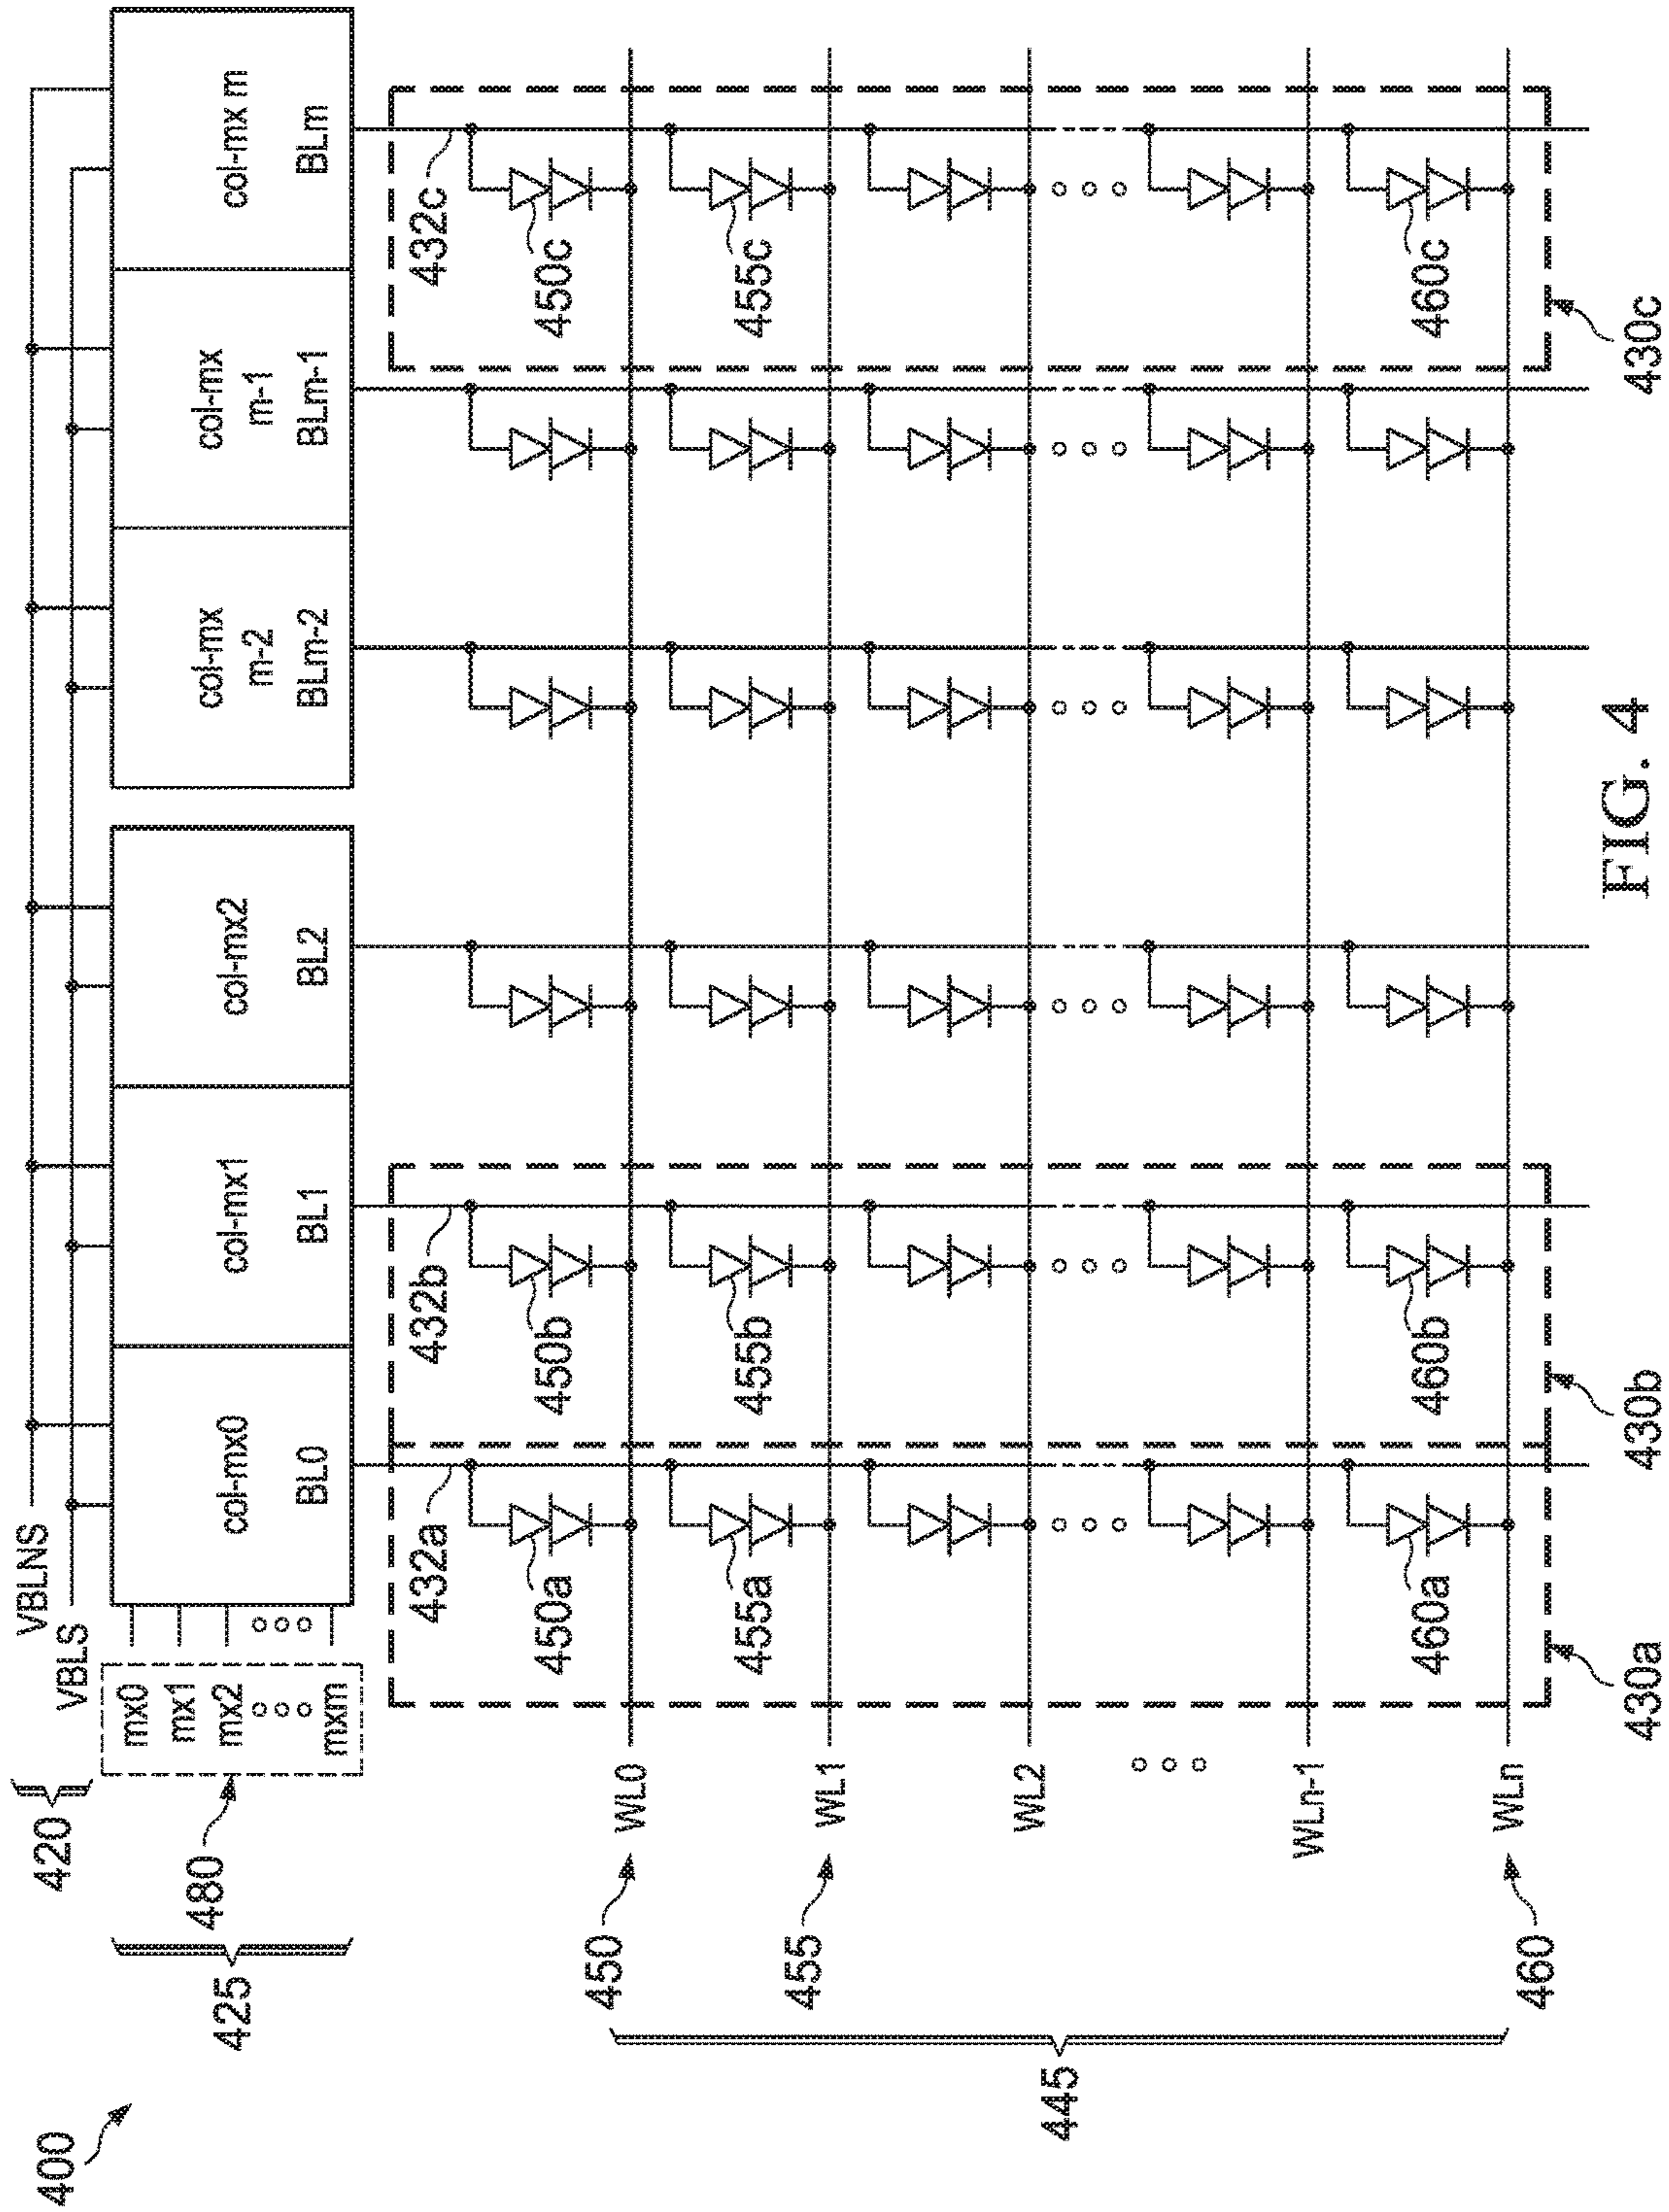 400
420
VBLNS
VBLS
425
480
mx0
mx1
mx2
mxm
col-mx0
BL0
col-mx1
BL1
col-mx2
BL2
col-mx
m-2
BLm-2
col-mx
m-1
BLm-1
col-mx m
BLm
432a
432b
432c
450
WL0
450a
450b
450c
455
WL1
455a
455b
455c
WL2
445
WLn-1
460
WLn
460a
460b
460c
430a
430b
430c
FIG. 4